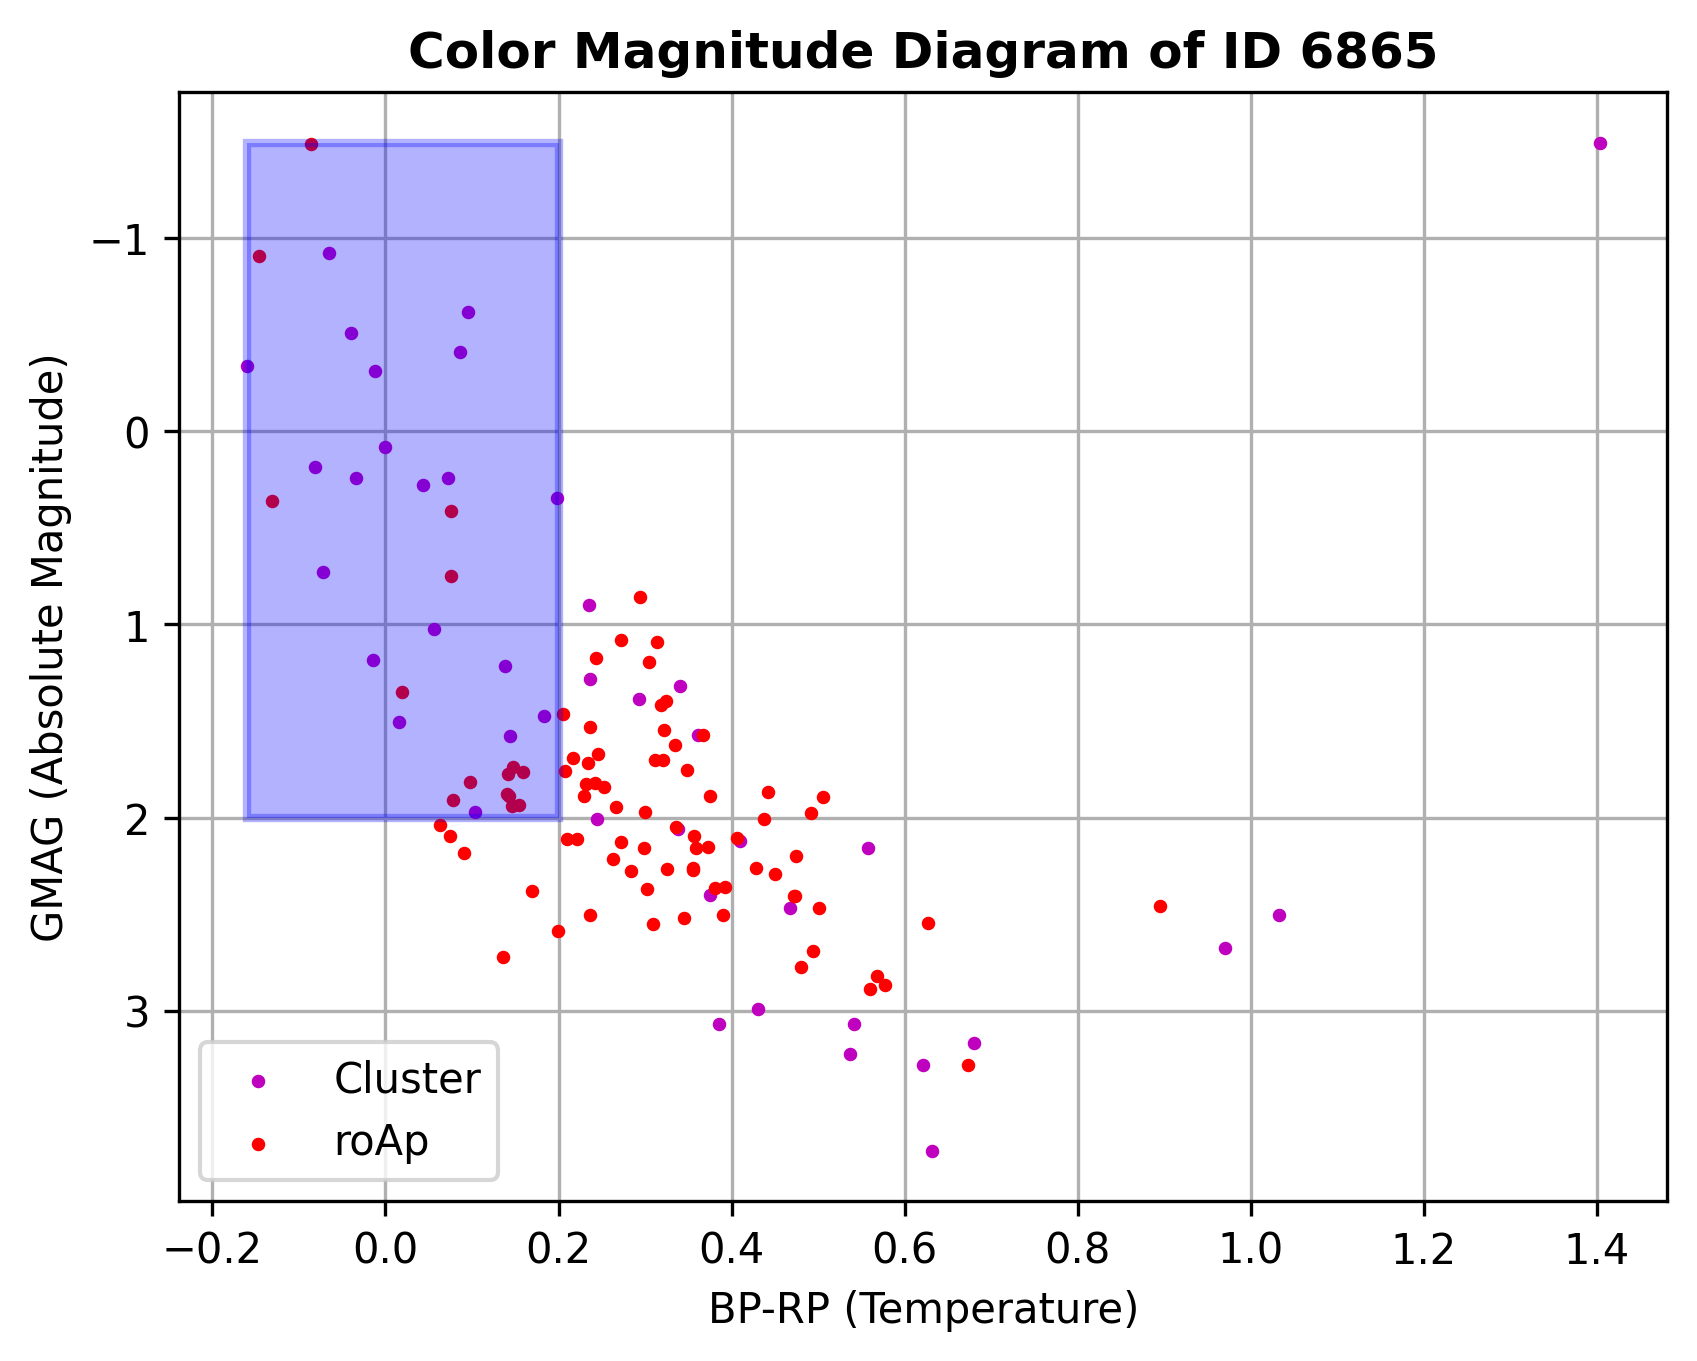 Color Magnitude Diagram of ID 6865
GMAG (Absolute Magnitude)
−1
0
1
2
3
Cluster
roAp
−0.2 0.0 0.2 0.4 0.6 0.8 1.0 1.2 1.4
BP-RP (Temperature)